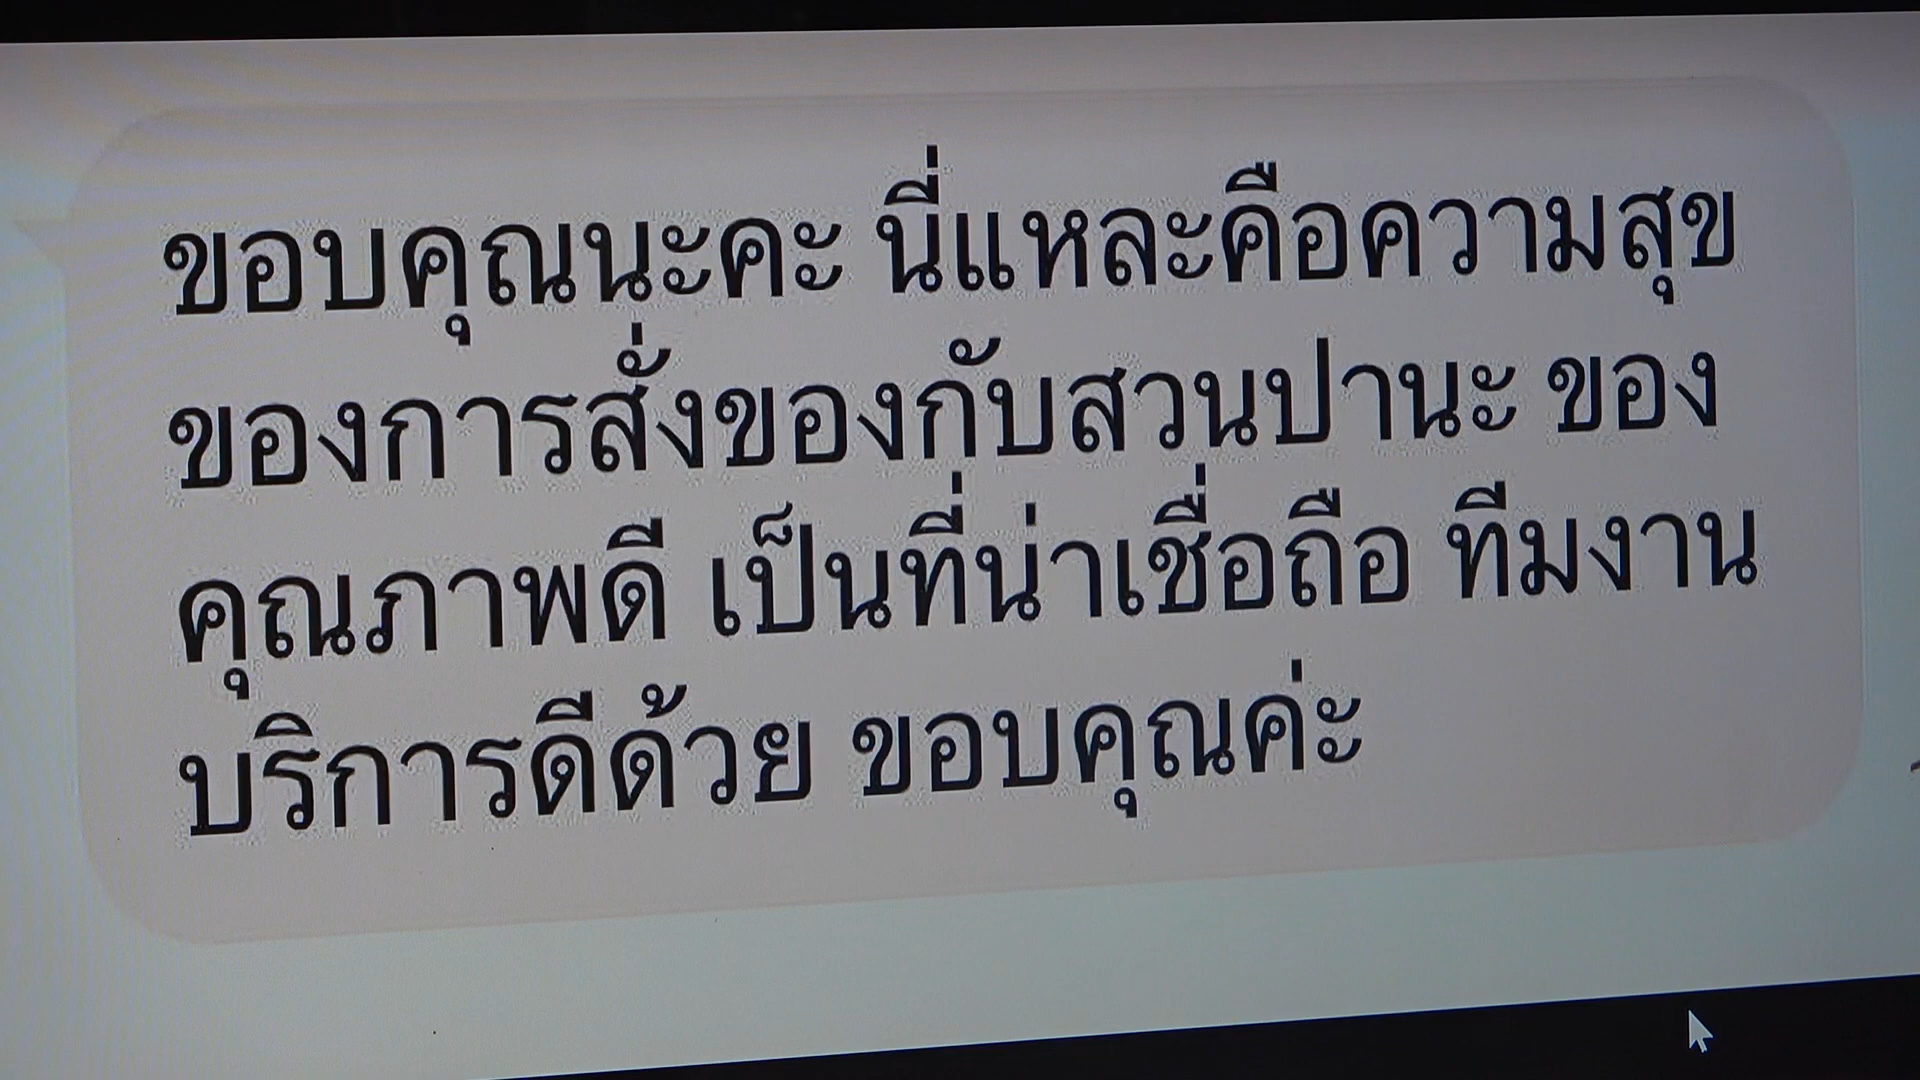 ขอบคุณนะคะ นี่แหละคือความสุข
ของการสั่งของกับสวนปานะ ของ
คุณภาพดี เป็นที่น่าเชื่อถือ ทีมงาน
บริการดีด้วย ขอบคุณค่ะ